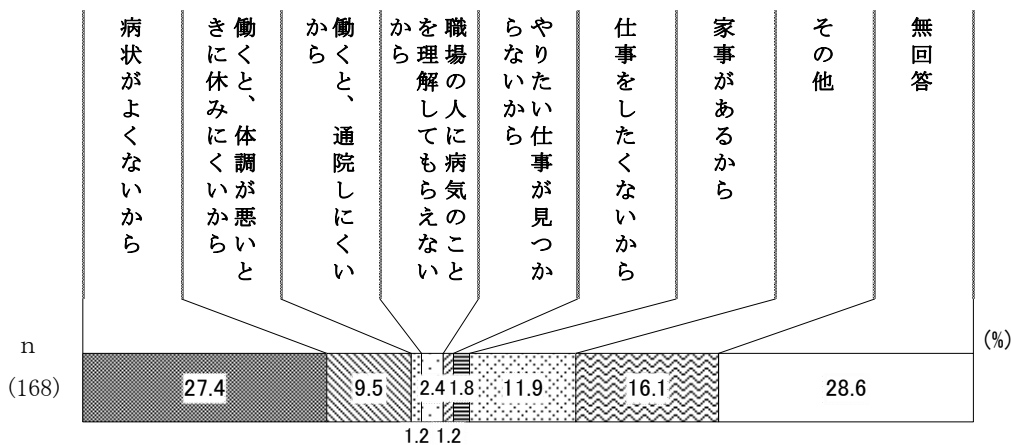 病状がよくないから
働くと、体調が悪いと
きに休みにくいから
働くと、通院しにくい
から
職場の人に病気のこと
を理解してもらえない
から
やりたい仕事が見つか
らないから
仕事をしたくないから
家事があるから
その他
無回答
(%)
n
(168)
27.4
9.5
2.4
1.8
11.9
16.1
28.6
1.2
1.2